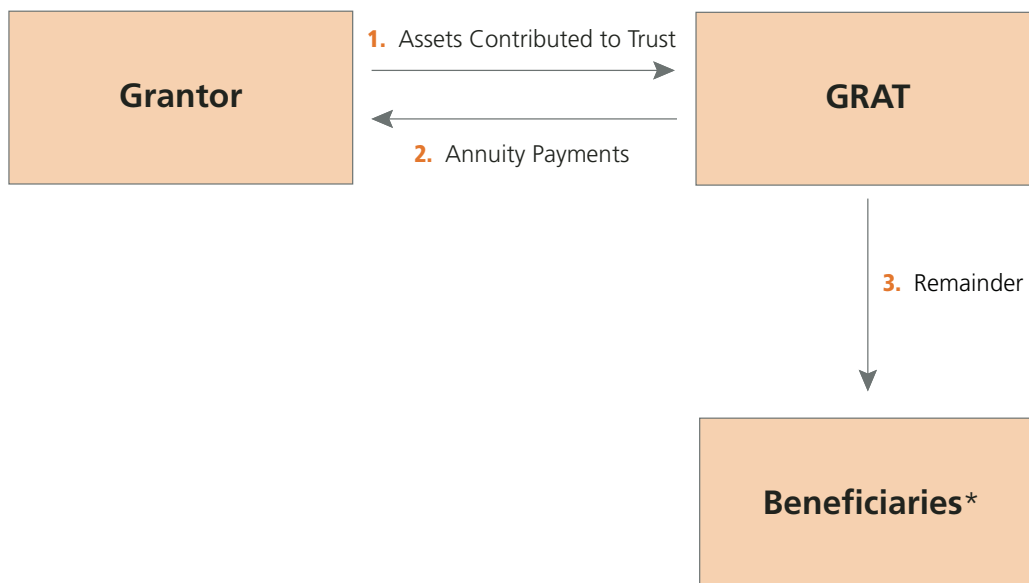 1. Assets Contributed to Trust
Grantor
GRAT
2. Annuity Payments
3. Remainder
Beneficiaries*